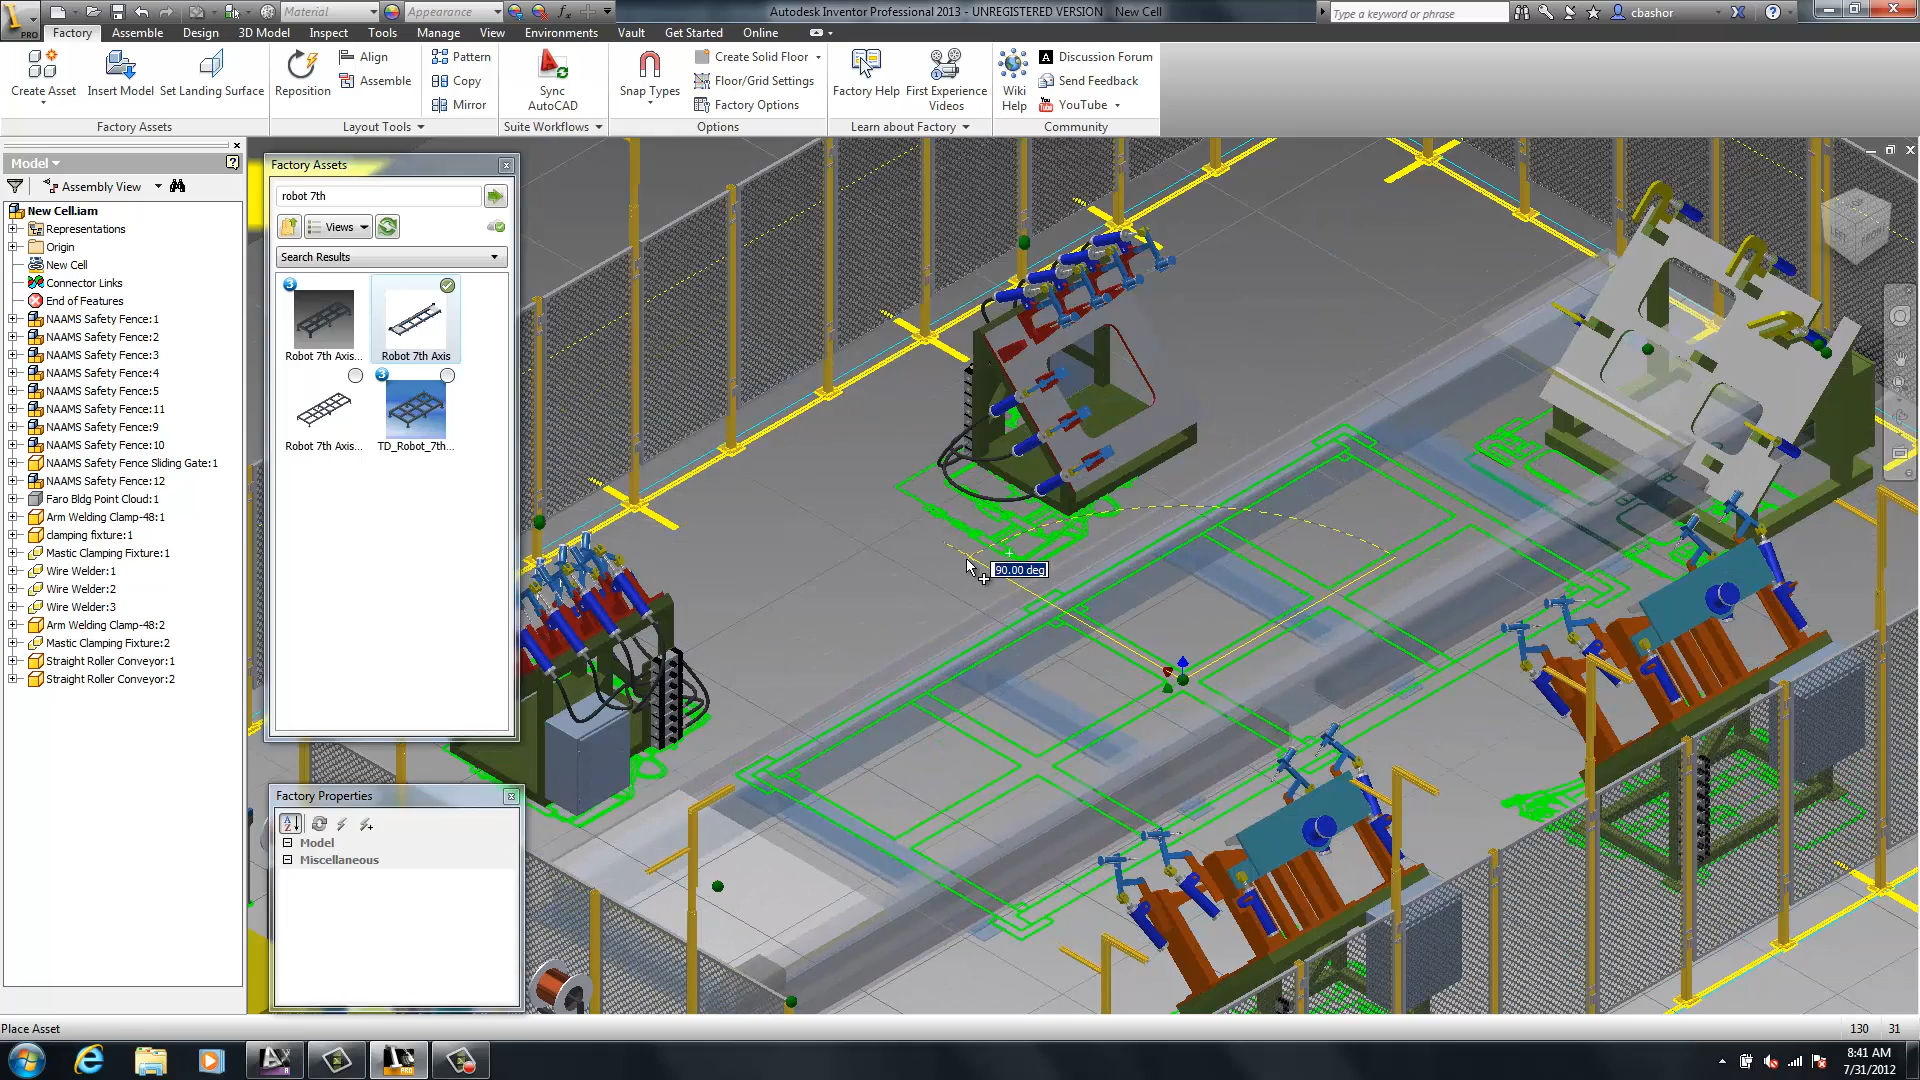 Material
Appearance
Autodesk Inventor Professional 2013 - UNREGISTERED VERSION New Cell
Type a keyword or phrase
cbashor
PRO
Factory Assemble Design 3D Model Inspect Tools Manage View Environments Vault Get Started Online
Create Asset
Insert Model
Set Landing Surface
Factory Assets
Reposition
Align
Assemble
Pattern
Copy
Mirror
Layout Tools
Sync
AutoCAD
Suite Workflows
Snap Types
Create Solid Floor
Floor/Grid Settings
Factory Options
Options
Factory Help
First Experience
Videos
Learn about Factory
Wiki
Help
Discussion Forum
Send Feedback
YouTube
Community
Model
Assembly View
New Cell.iam
Representations
Origin
New Cell
Connector Links
End of Features
NAAMS Safety Fence:1
NAAMS Safety Fence:2
NAAMS Safety Fence:3
NAAMS Safety Fence:4
NAAMS Safety Fence:5
NAAMS Safety Fence:11
NAAMS Safety Fence:9
NAAMS Safety Fence:10
NAAMS Safety Fence Sliding Gate:1
NAAMS Safety Fence:12
Faro Bldg Point Cloud:1
Arm Welding Clamp-48:1
clamping fixture:1
Mastic Clamping Fixture:1
Wire Welder:1
Wire Welder:2
Wire Welder:3
Arm Welding Clamp-48:2
Mastic Clamping Fixture:2
Straight Roller Conveyor:1
Straight Roller Conveyor:2
Factory Assets
robot 7th
Views
Search Results
3
Robot 7th Axis...
Robot 7th Axis
3
Robot 7th Axis...
TD_Robot_7th...
Factory Properties
Model
Miscellaneous
90.00 deg
Place Asset
130 31
PRO
8:41 AM
7/31/2012